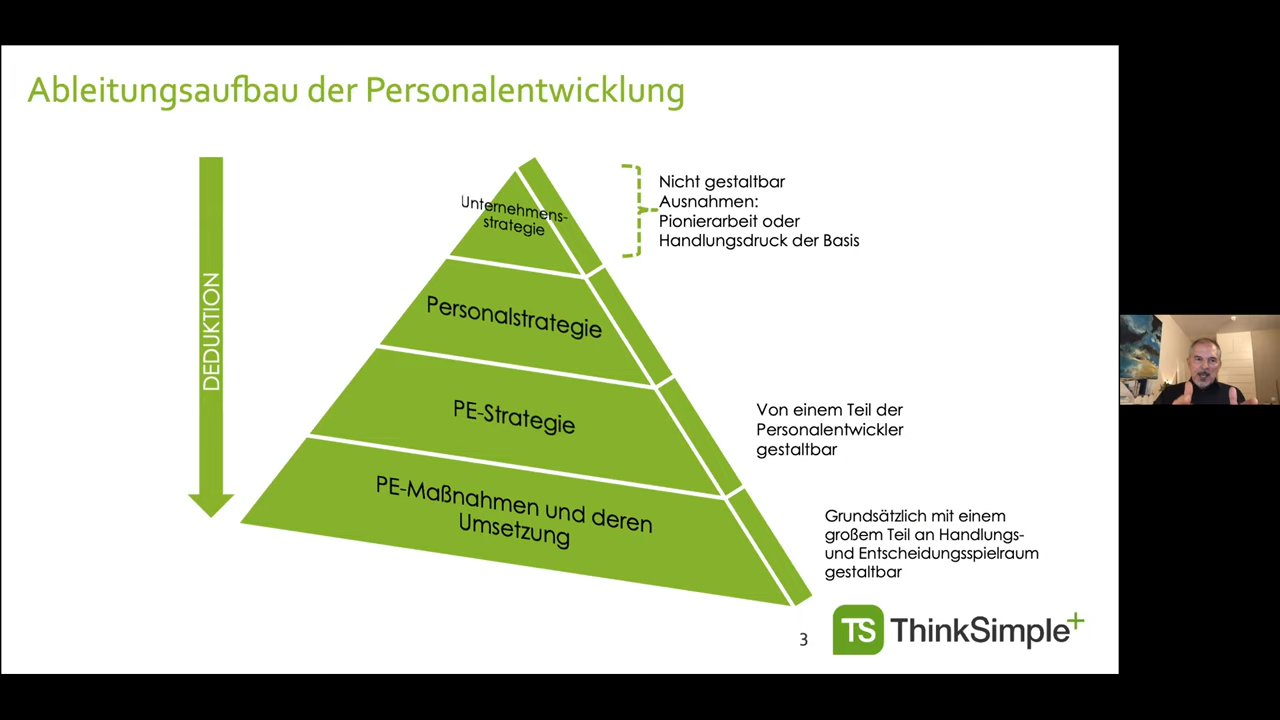 Ableitungsaufbau der Personalentwicklung
DEDUKTION
Unternehmens-
strategie
Nicht gestaltbar
Ausnahmen:
Pionierarbeit oder
Handlungsdruck der Basis
Personalstrategie
PE-Strategie
Von einem Teil der
Personalentwickler
gestaltbar
PE-Maßnahmen und deren
Umsetzung
Grundsätzlich mit einem
großem Teil an Handlungs-
und Entscheidungsspielraum
gestaltbar
3
TS ThinkSimple+